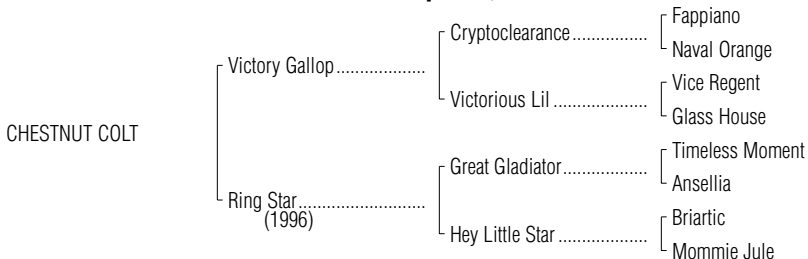 Fappiano
Cryptoclearance................
Naval Orange
Victory Gallop...................
Vice Regent
Victorious Lil ....................
Glass House
CHESTNUT COLT
Timeless Moment
Great Gladiator..................
Ansellia
Ring Star...........................
(1996)
Briartic
Hey Little Star ...................
Mommie Jule